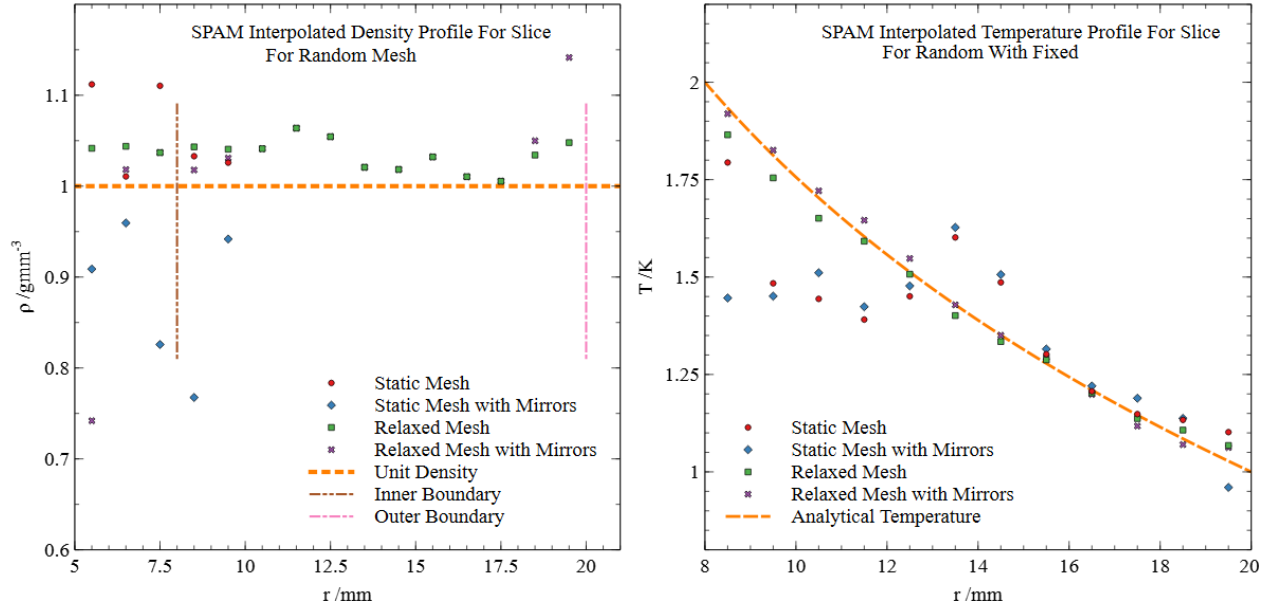 SPAM Interpolated Density Profile For Slice
For Random Mesh
1.1
1
0.9
0.8
0.7
0.6
ρ /gmm-3
Static Mesh
Static Mesh with Mirrors
Relaxed Mesh
Relaxed Mesh with Mirrors
Unit Density
Inner Boundary
Outer Boundary
5 7.5 10 12.5 15 17.5 20
r /mm
SPAM Interpolated Temperature Profile For Slice
For Random With Fixed
2
1.75
1.5
1.25
1
T /K
Static Mesh
Static Mesh with Mirrors
Relaxed Mesh
Relaxed Mesh with Mirrors
Analytical Temperature
8 10 12 14 16 18 20
r /mm